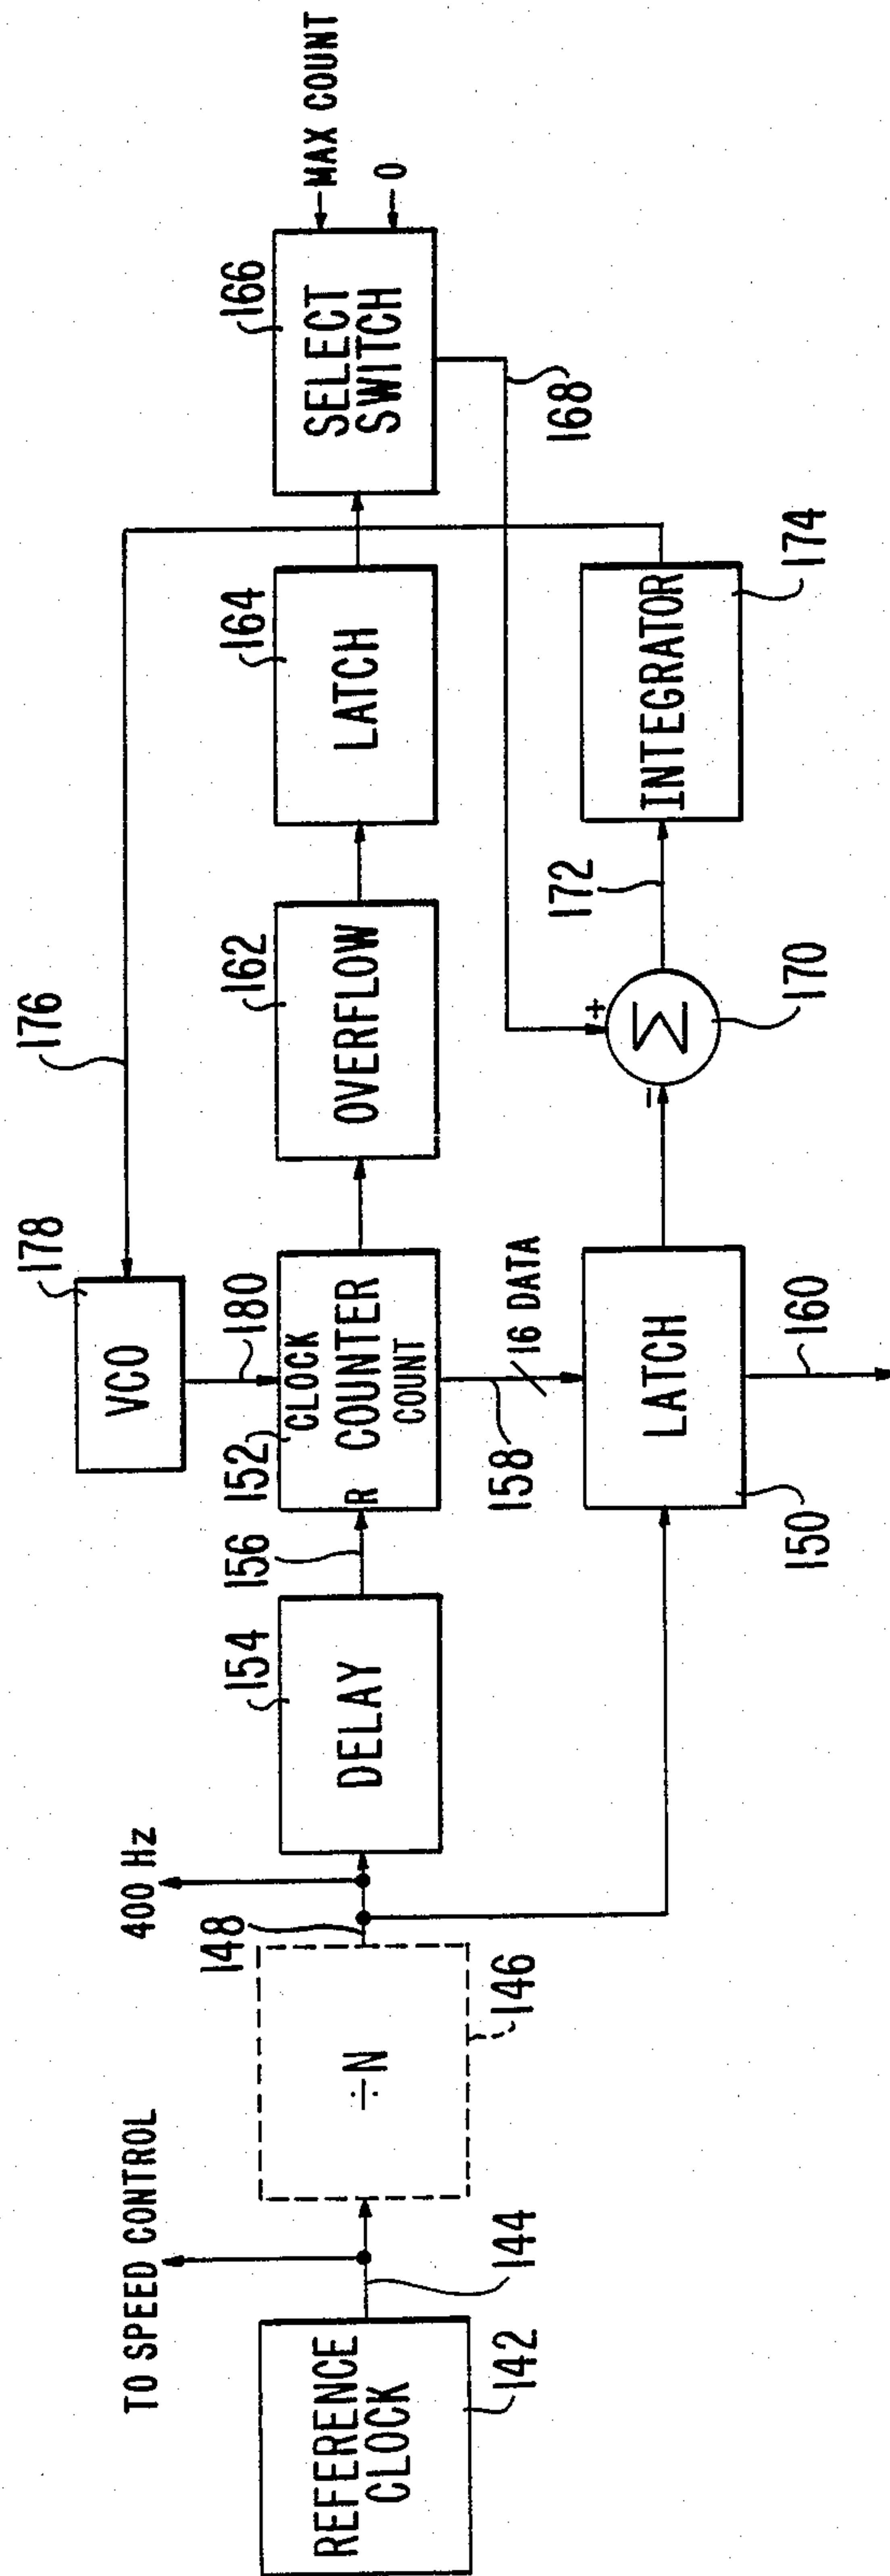 TO SPEED CONTROL
400 Hz
REFERENCE
CLOCK
142
144
÷N
146
148
DELAY
154
156
VCO
178
180
176
152
CLOCK
R
COUNTER
COUNT
158
16 DATA
LATCH
150
160
OVERFLOW
162
LATCH
164
SELECT
SWITCH
166
MAX COUNT
0
168
Σ
+
−
170
172
INTEGRATOR
174